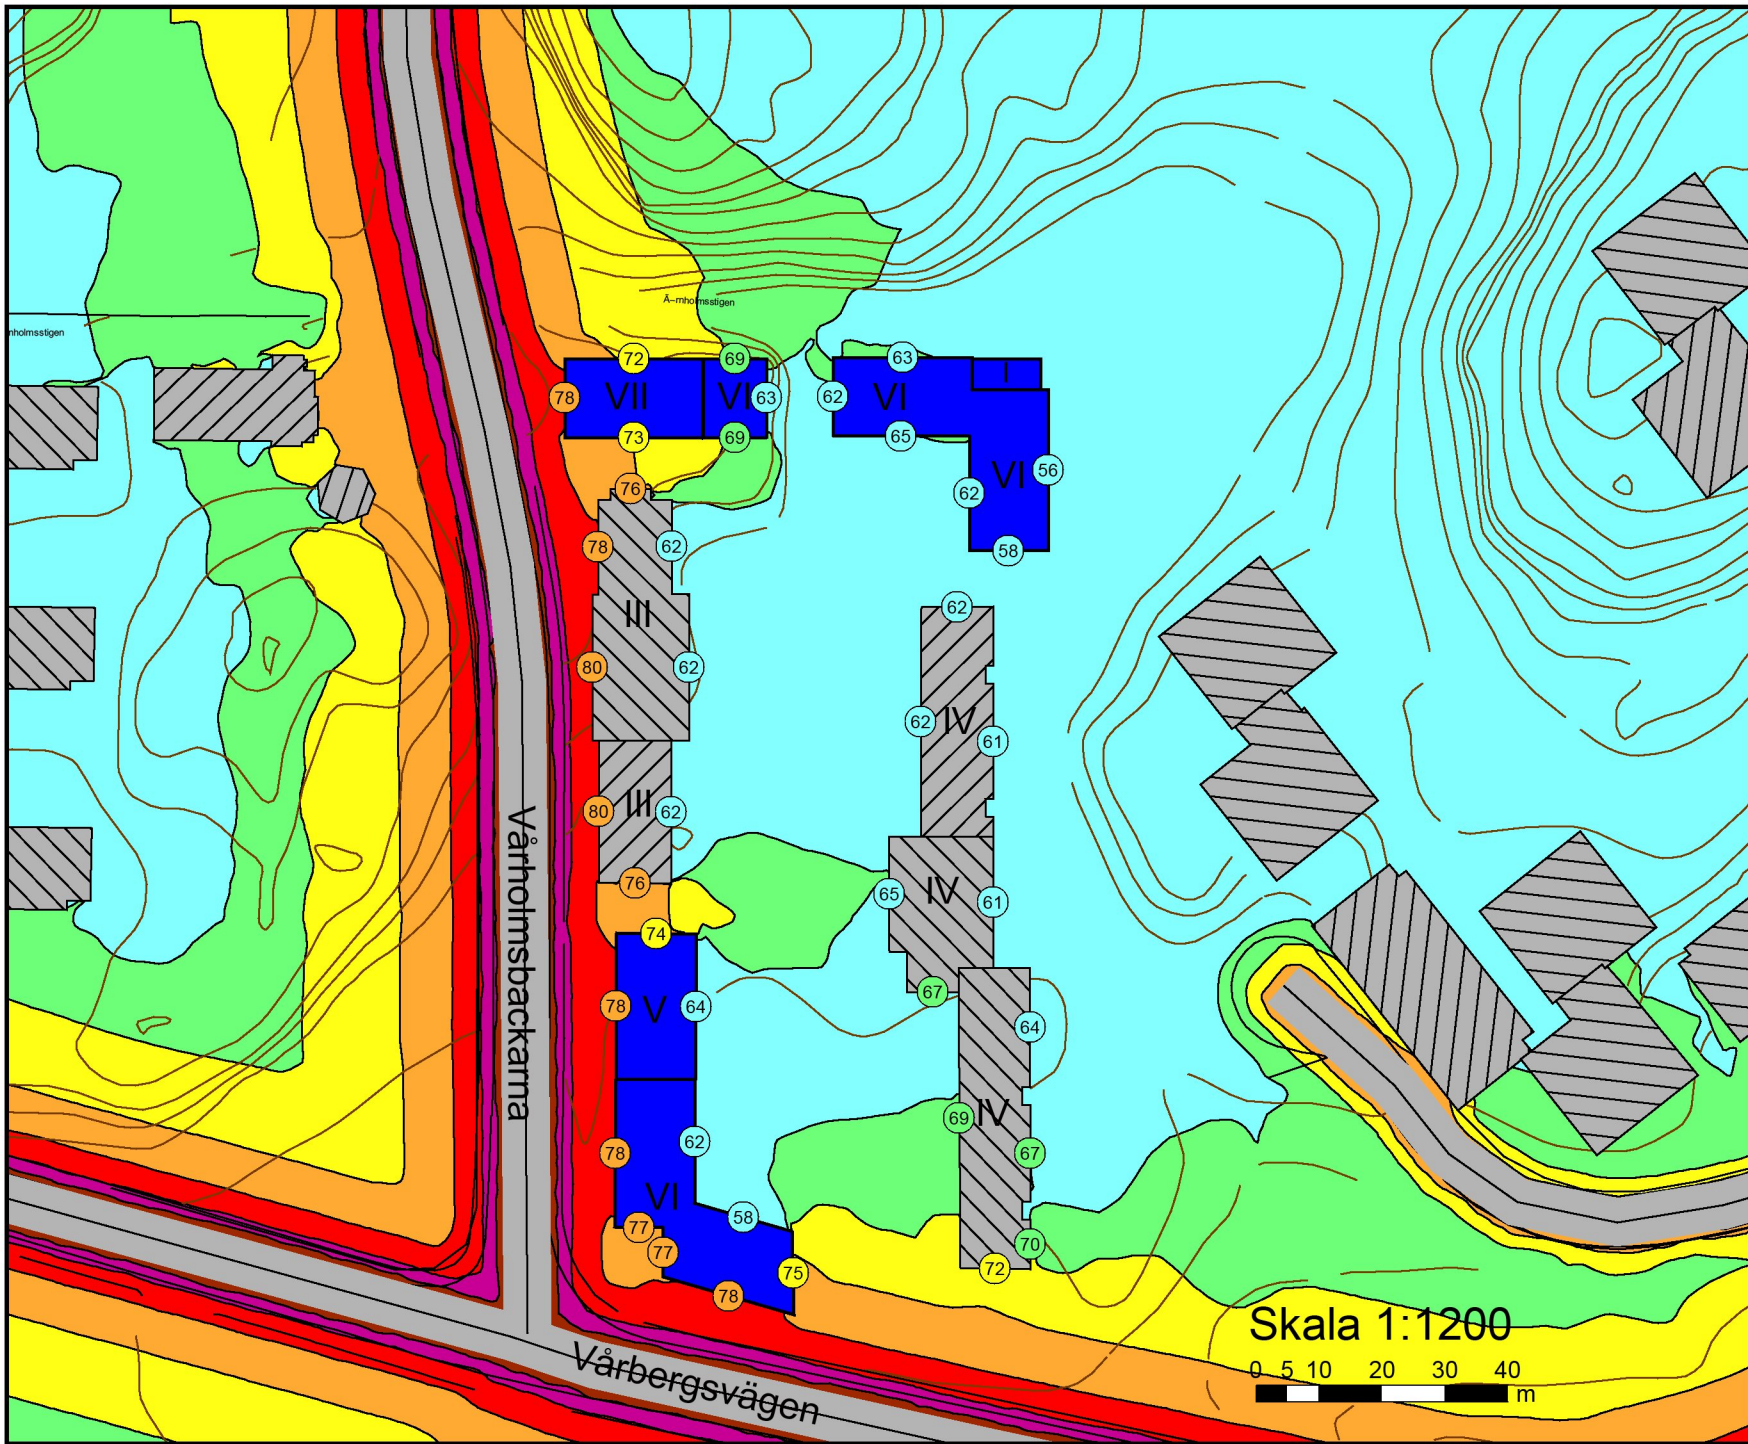 Ä–rnholmsstigen
nholmsstigen
72
69
63
VII
VI
78
63
62
VI
I
73
69
65
56
VI
62
76
78
62
58
III
62
80
62
62
IV
61
III
80
62
76
65
IV
61
74
67
V
78
64
64
69
IV
78
62
67
VI
58
77
77
70
75
72
78
Vårholmsbackarna
Vårbergsvägen
Skala 1:1200
0 5 10 20 30 40
m